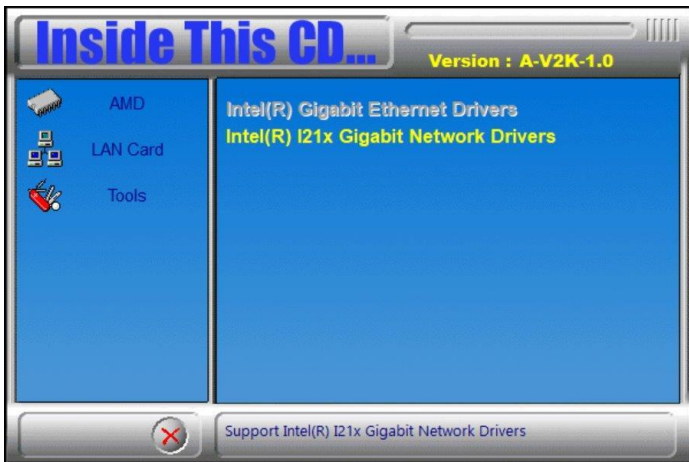 Inside This CD...
Version : A-V2K-1.0
AMD
LAN Card
Tools
Intel(R) Gigabit Ethernet Drivers
Intel(R) I21x Gigabit Network Drivers
Support Intel(R) I21x Gigabit Network Drivers